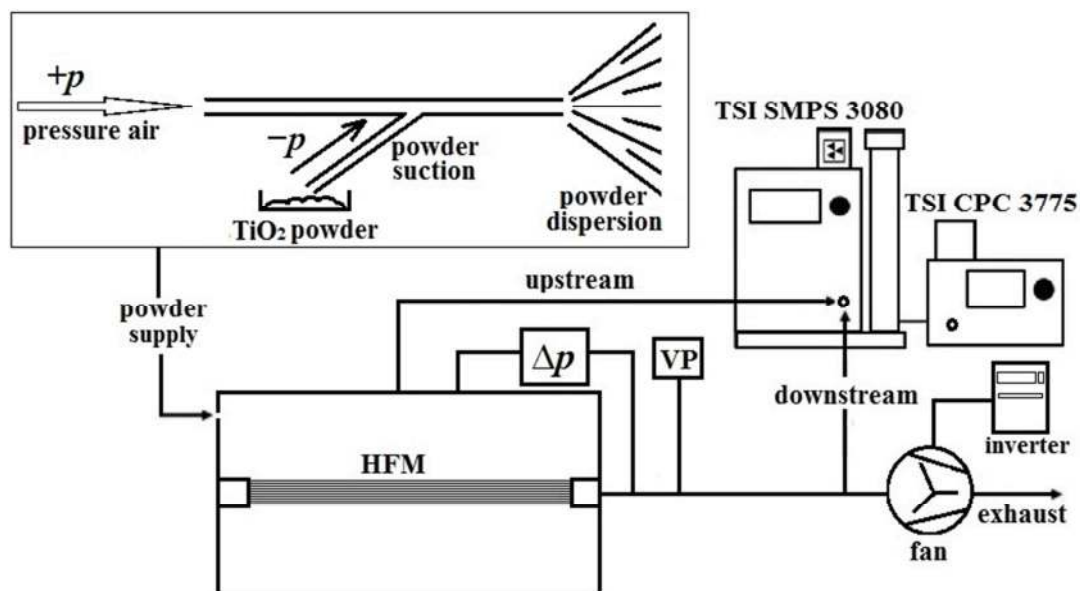 +p
pressure air
−p
powder
suction
TiO₂ powder
powder
dispersion
TSI SMPS 3080
TSI CPC 3775
powder
supply
upstream
Δp
VP
downstream
inverter
HFM
exhaust
fan